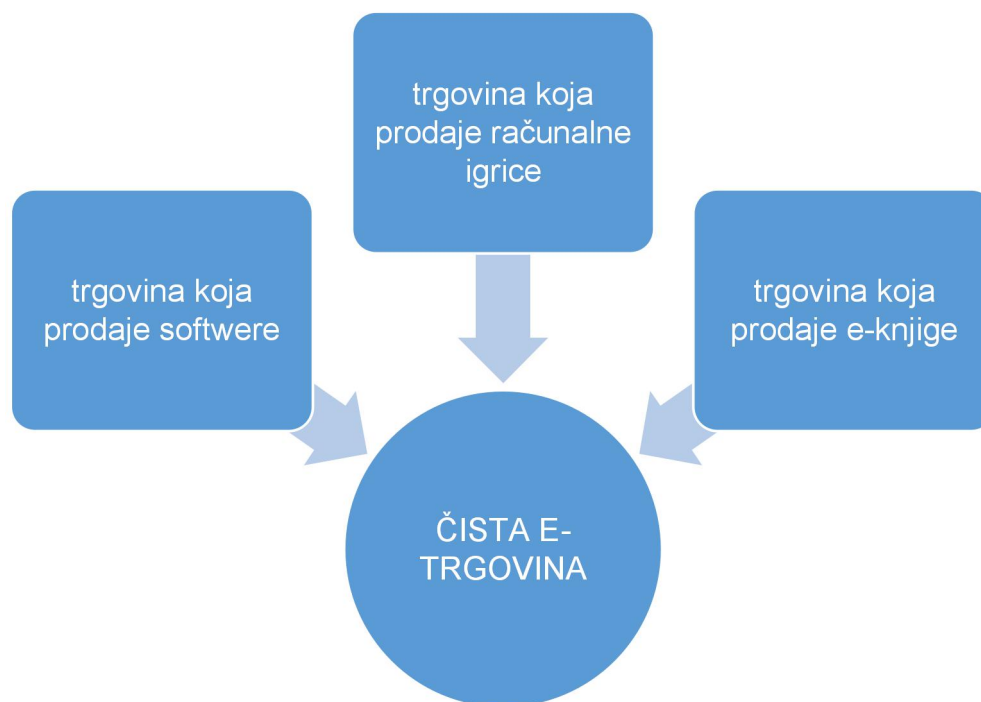 trgovina koja
prodaje računalne
igrice
trgovina koja
prodaje softwere
trgovina koja
prodaje e-knjige
ČISTA E-
TRGOVINA